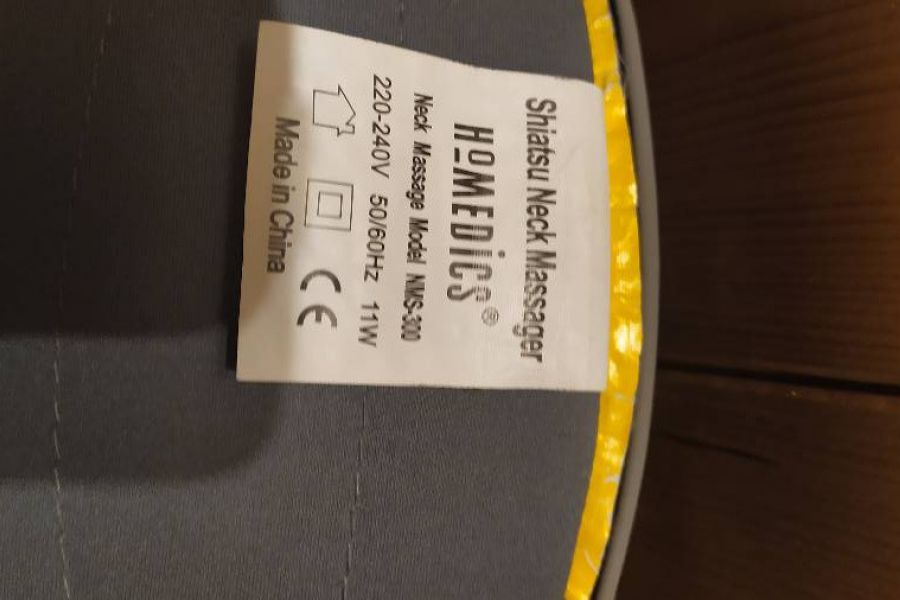 Shiatsu Neck Massager
HOMEDiCS®
Neck Massage Model NMS-300
220-240V 50/60Hz 11W
CE
Made in China